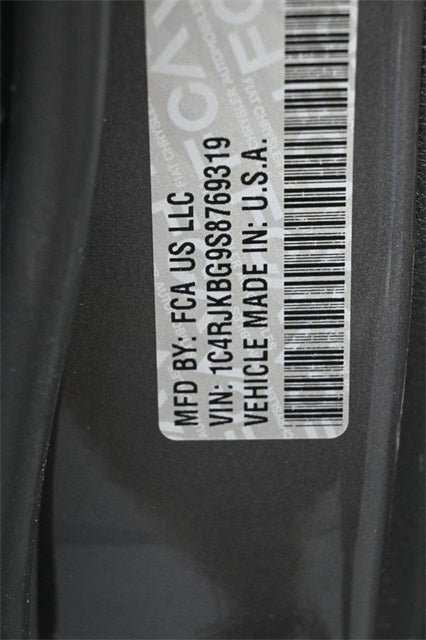 MFD BY: FCA US LLC
VIN: 1C4RJKBG9S8769319
VEHICLE MADE IN: U.S.A.